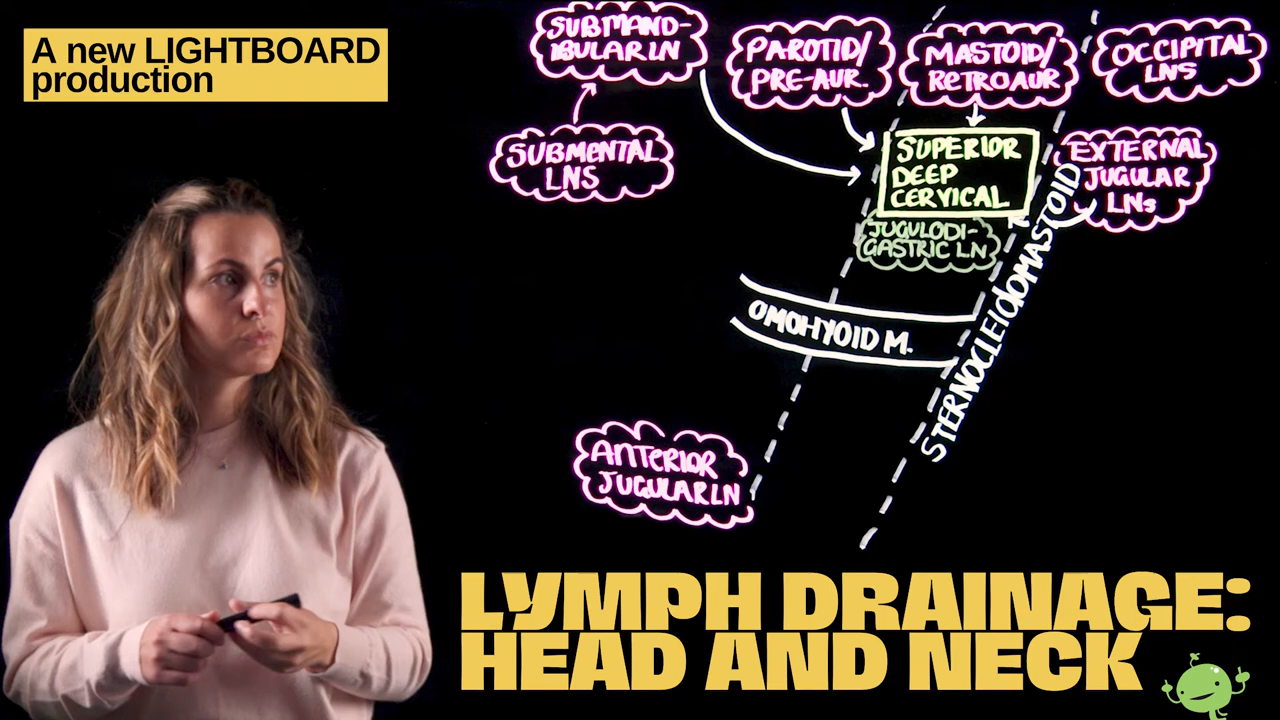 A new LIGHTBOARD
production
SUBMAND-
IBULAR LN
PAROTID/
PRE-AUR.
MASTOID/
RETROAUR
OCCIPITAL
LNS
SUBMENTAL
LNS
SUPERIOR
DEEP
CERVICAL
EXTERNAL
JUGULAR
LNs
JUGULODI-
GASTRIC LN
OMOHYOID M.
STERNOCLEIDOMASTOID
ANTERIOR
JUGULAR LN
LYMPH DRAINAGE:
HEAD AND NECK